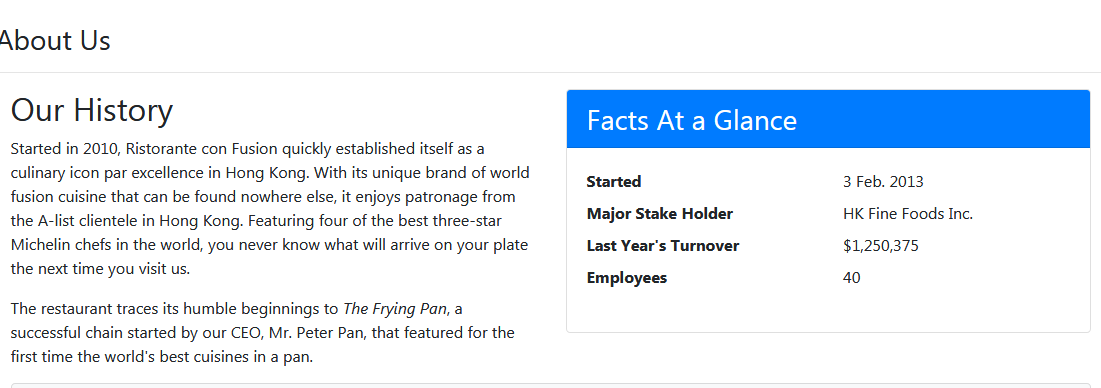 About Us
Our History
Started in 2010, Ristorante con Fusion quickly established itself as a
culinary icon par excellence in Hong Kong. With its unique brand of world
fusion cuisine that can be found nowhere else, it enjoys patronage from
the A-list clientele in Hong Kong. Featuring four of the best three-star
Michelin chefs in the world, you never know what will arrive on your plate
the next time you visit us.
The restaurant traces its humble beginnings to The Frying Pan, a
successful chain started by our CEO, Mr. Peter Pan, that featured for the
first time the world's best cuisines in a pan.
Facts At a Glance
Started 3 Feb. 2013
Major Stake Holder HK Fine Foods Inc.
Last Year's Turnover $1,250,375
Employees 40